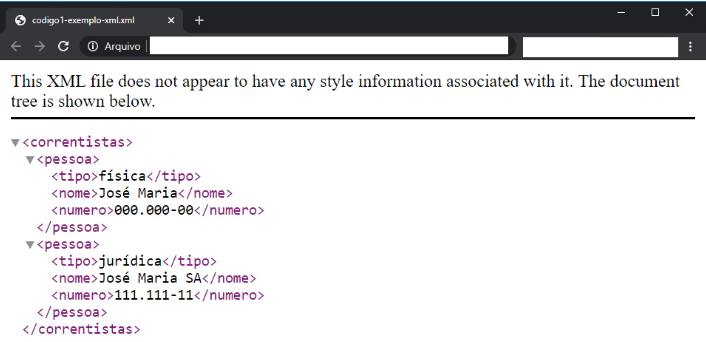 codigo1-exemplo-xml.xml
Arquivo
This XML file does not appear to have any style information associated with it. The document
tree is shown below.
<correntistas>
<pessoa>
<tipo>física</tipo>
<nome>José Maria</nome>
<numero>000.000-00</numero>
</pessoa>
<pessoa>
<tipo>jurídica</tipo>
<nome>José Maria SA</nome>
<numero>111.111-11</numero>
</pessoa>
</correntistas>